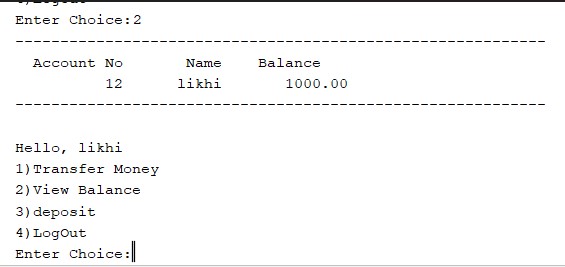 Enter Choice:2
------------------------------------------------------------
Account No Name Balance
12 likhi 1000.00
------------------------------------------------------------
Hello, likhi
1)Transfer Money
2)View Balance
3)deposit
4)LogOut
Enter Choice: